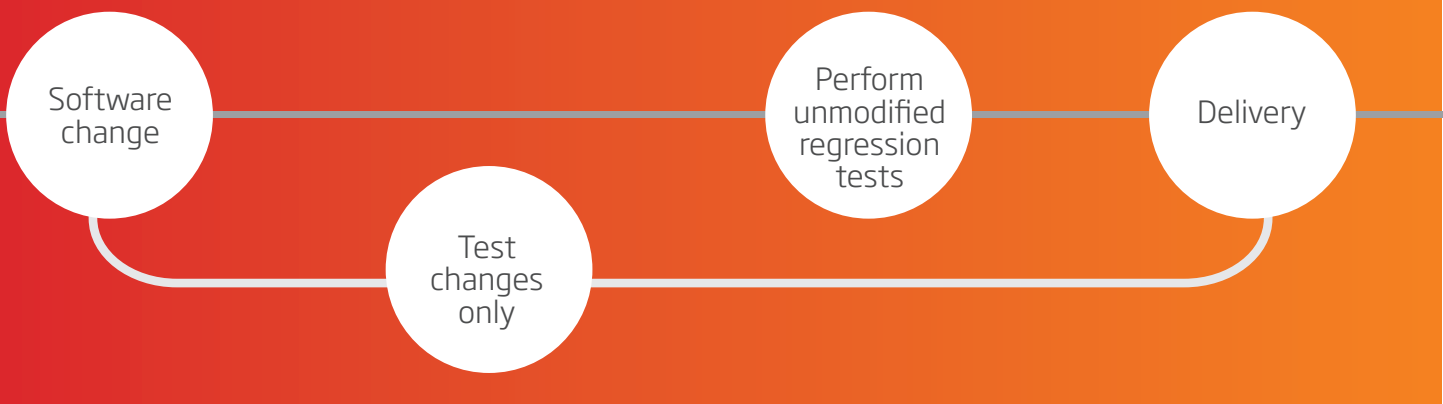 Software
change
Test
changes
only
Perform
unmodified
regression
tests
Delivery